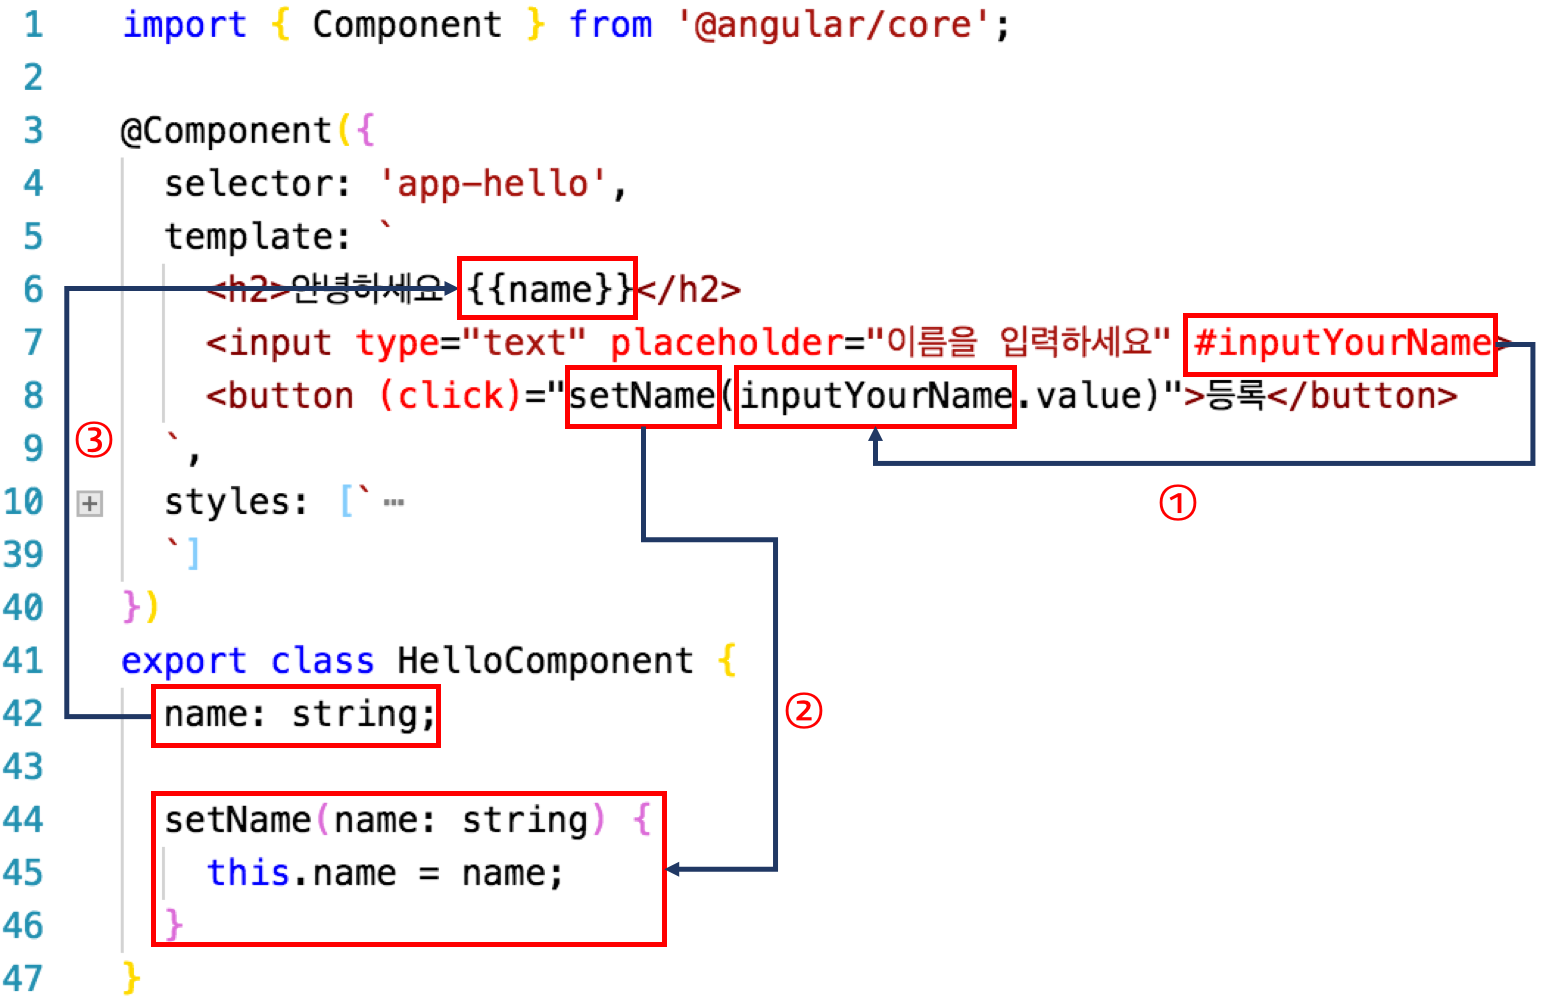 1 import { Component } from '@angular/core';
2
3 @Component({
4 selector: 'app-hello',
5 template: `
6 <h2>안녕하세요 {{name}}</h2>
7 <input type="text" placeholder="이름을 입력하세요" #inputYourName>
8 <button (click)="setName(inputYourName.value)">등록</button>
③
9 `,
①
10 styles: [` ⋯
39 `]
40 })
41 export class HelloComponent {
②
42 name: string;
43
44 setName(name: string) {
45 this.name = name;
46 }
47 }